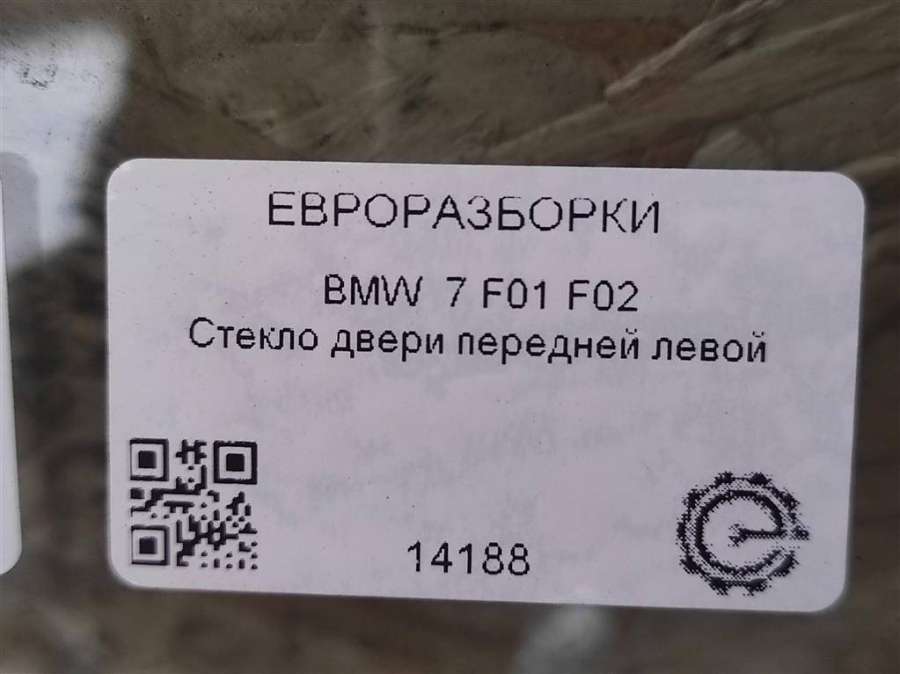 ЕВРОРАЗБОРКИ
BMW 7 F01 F02
Стекло двери передней левой
14188